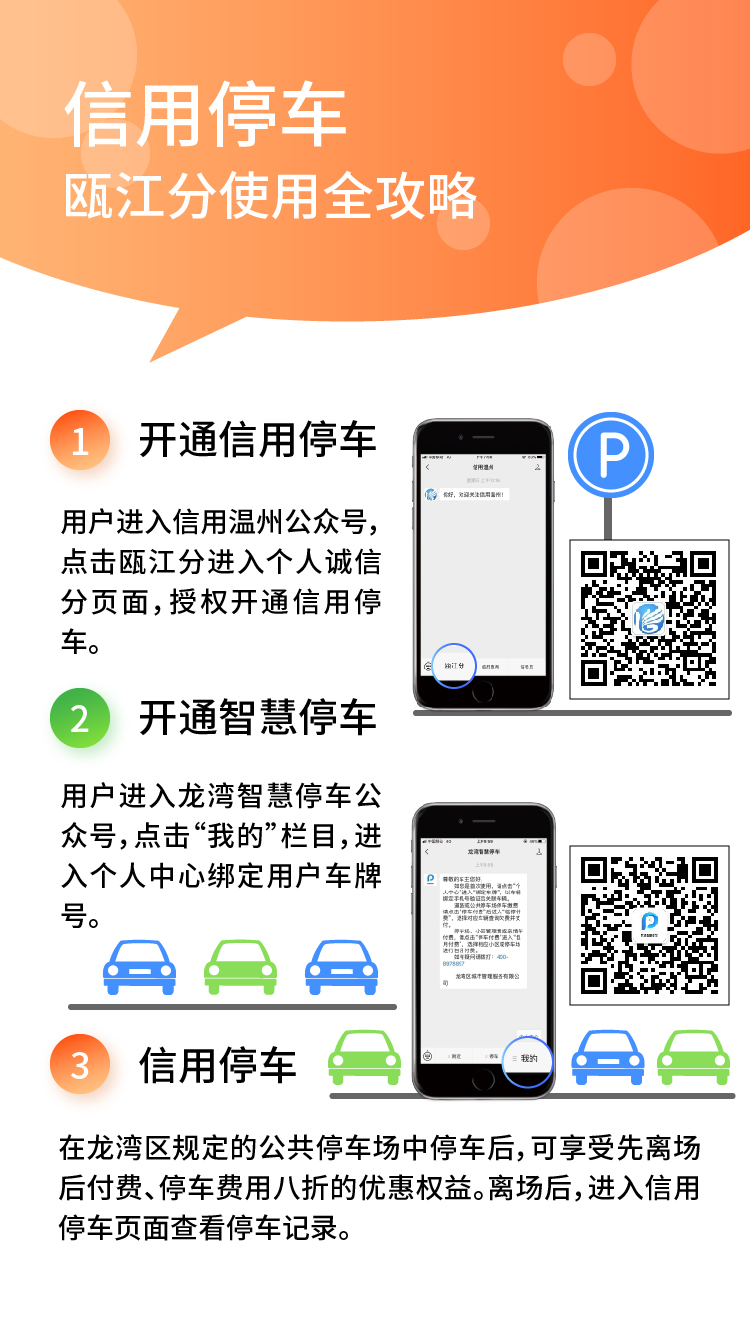 信用停车
瓯江分使用全攻略
1 开通信用停车
用户进入信用温州公众号，
点击瓯江分进入个人诚信
分页面，授权开通信用停
车。
信用温州
你好，欢迎关注信用温州！
瓯江分
P
2 开通智慧停车
用户进入龙湾智慧停车公
众号，点击“我的”栏目，进
入个人中心绑定用户车牌
号。
龙湾智慧停车
尊敬的车主您好，
400-
8978857
龙湾区城市管理服务有限公
司
附近
停车
我的
3 信用停车
在龙湾区规定的公共停车场中停车后，可享受先离场
后付费、停车费用八折的优惠权益。离场后，进入信用
停车页面查看停车记录。